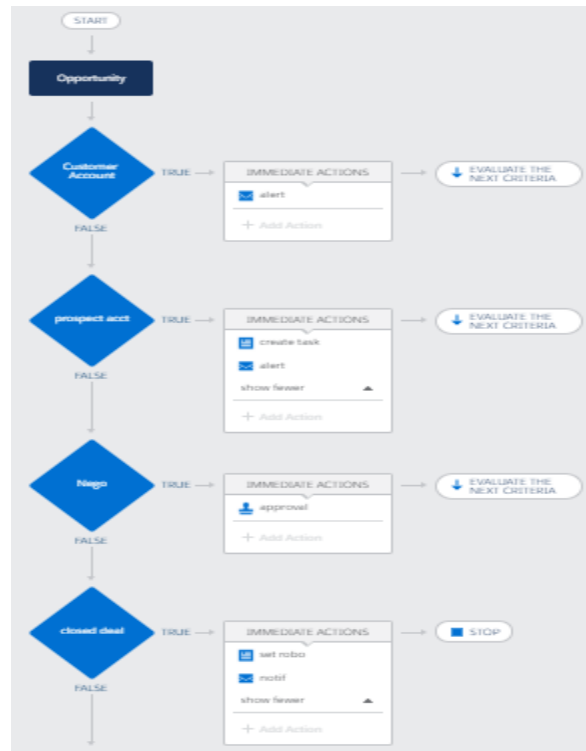 START
Opportunity
Customer
Account
TRUE
IMMEDIATE ACTIONS
alert
+ Add Action
EVALUATE THE
NEXT CRITERIA
FALSE
prospect acct
TRUE
IMMEDIATE ACTIONS
create task
alert
show fewer
+ Add Action
EVALUATE THE
NEXT CRITERIA
FALSE
Nego
TRUE
IMMEDIATE ACTIONS
approval
+ Add Action
EVALUATE THE
NEXT CRITERIA
FALSE
closed deal
TRUE
IMMEDIATE ACTIONS
set robo
notif
show fewer
+ Add Action
STOP
FALSE